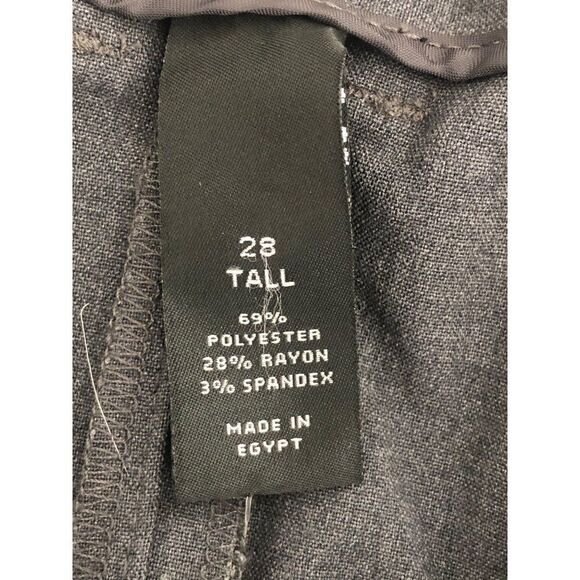 28
TALL
69%
POLYESTER
28% RAYON
3% SPANDEX
MADE IN
EGYPT